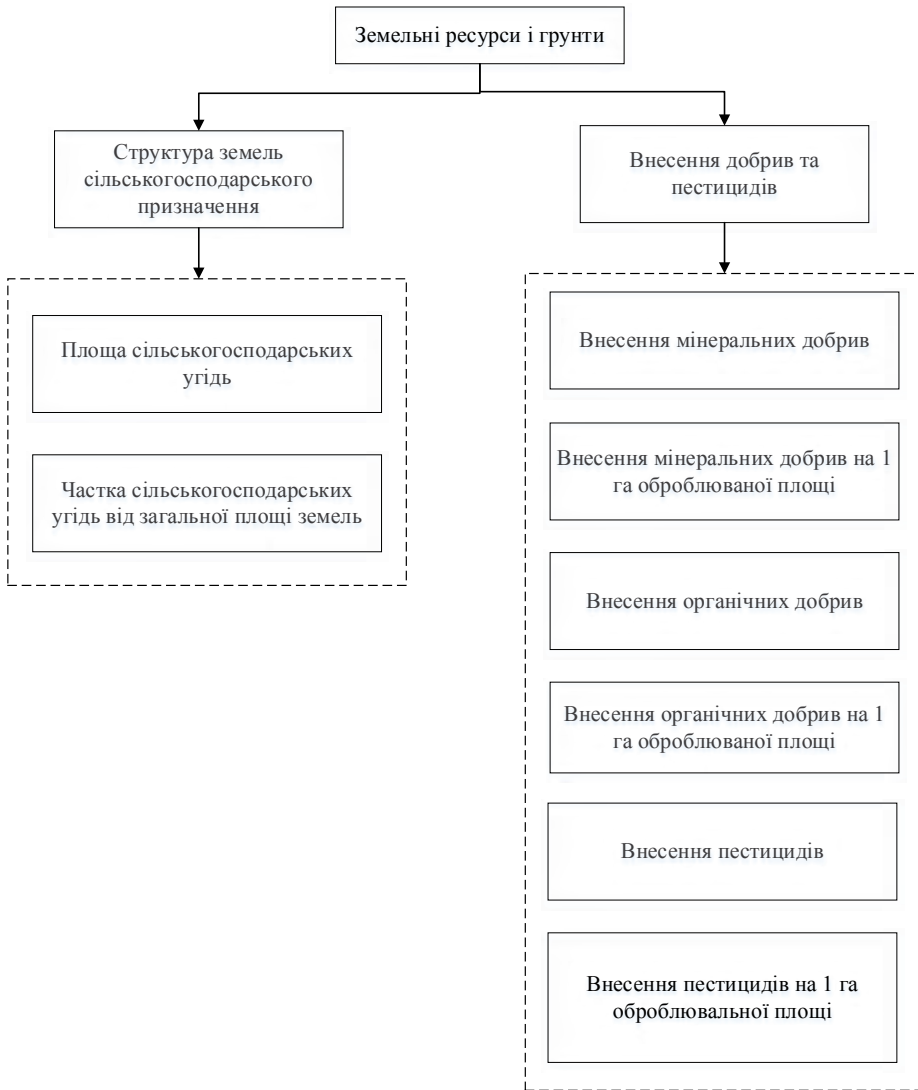 Земельні ресурси і грунти
Структура земель
сільськогосподарського
призначення
Внесення добрив та
пестицидів
Площа сільськогосподарських
угідь
Частка сільськогосподарських
угідь від загальної площі земель
Внесення мінеральних добрив
Внесення мінеральних добрив на 1
га оброблюваної площі
Внесення органічних добрив
Внесення органічних добрив на 1
га оброблюваної площі
Внесення пестицидів
Внесення пестицидів на 1 га
оброблювальної площі